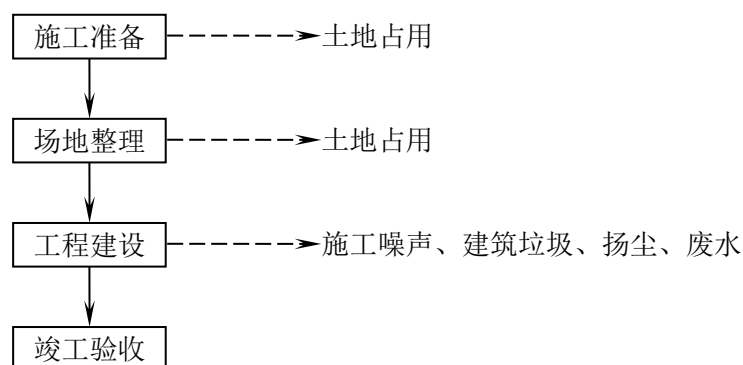 施工准备 土地占用
场地整理 土地占用
工程建设 施工噪声、建筑垃圾、扬尘、废水
竣工验收